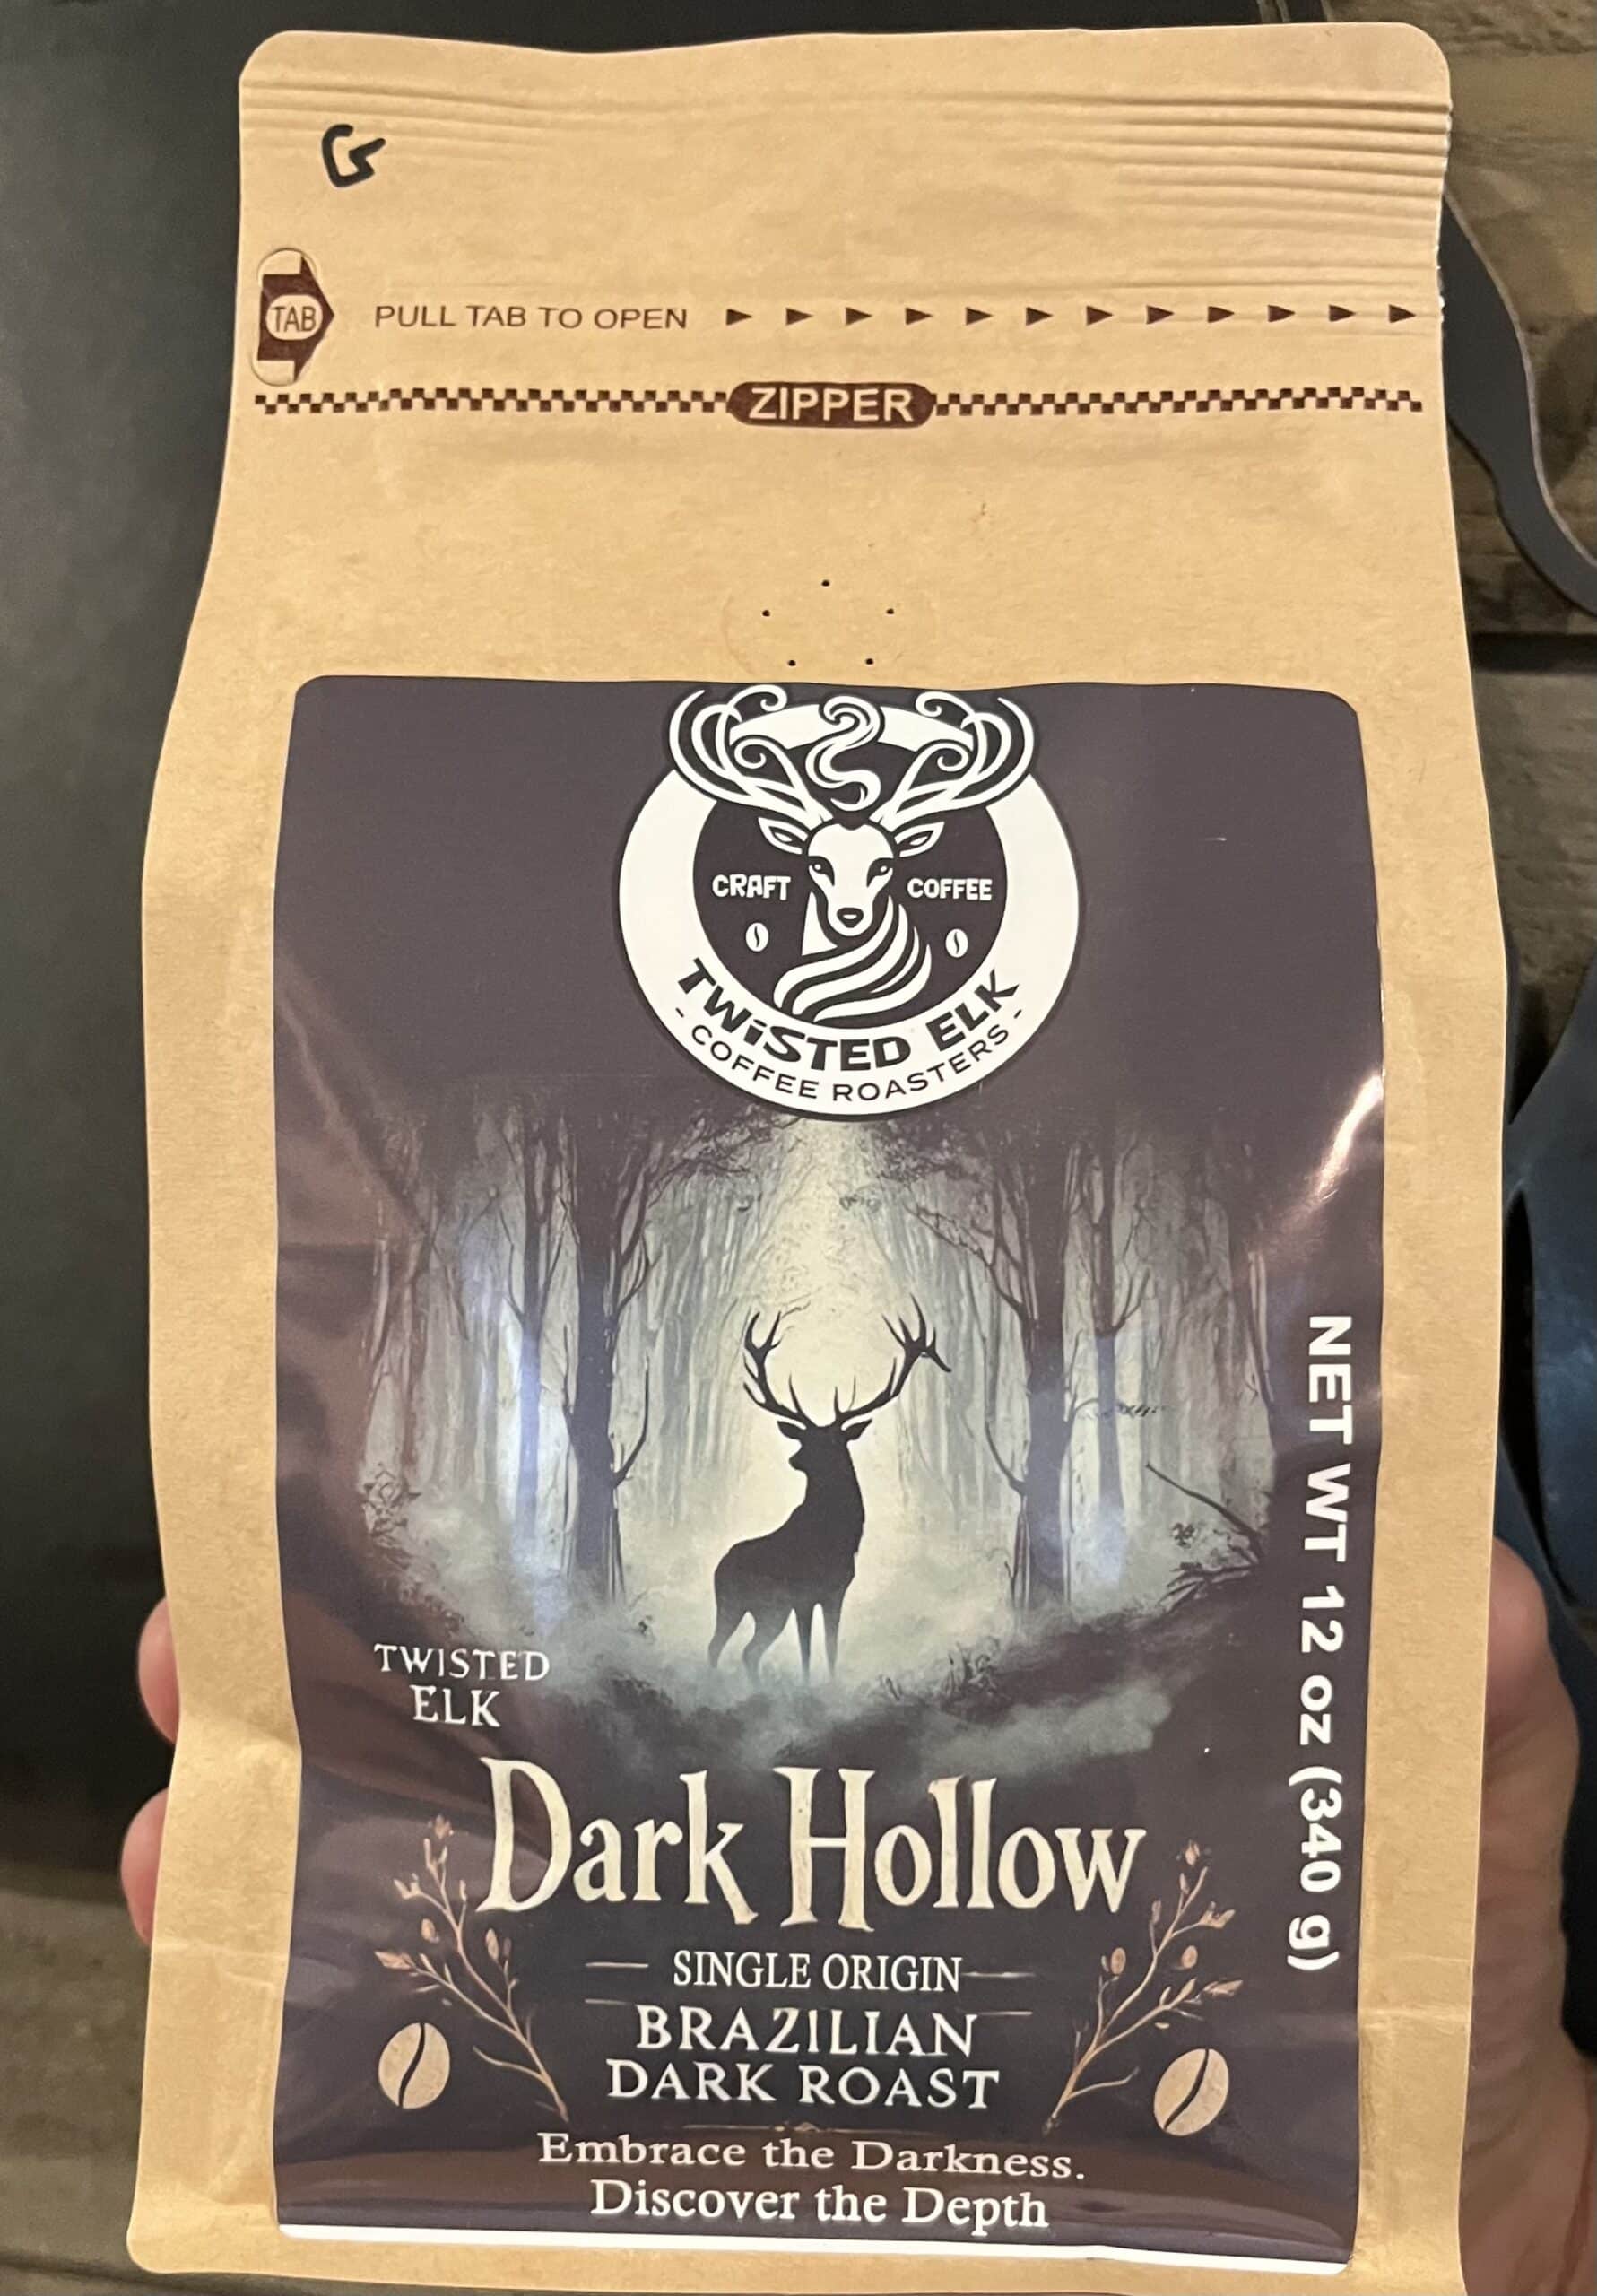 G
TAB
PULL TAB TO OPEN
ZIPPER
CRAFT COFFEE
TWiSTED ELK
- COFFEE ROASTERS -
NET WT 12 oz (340 g)
TWISTED
ELK
Dark Hollow
SINGLE ORIGIN
BRAZILIAN
DARK ROAST
Embrace the Darkness.
Discover the Depth